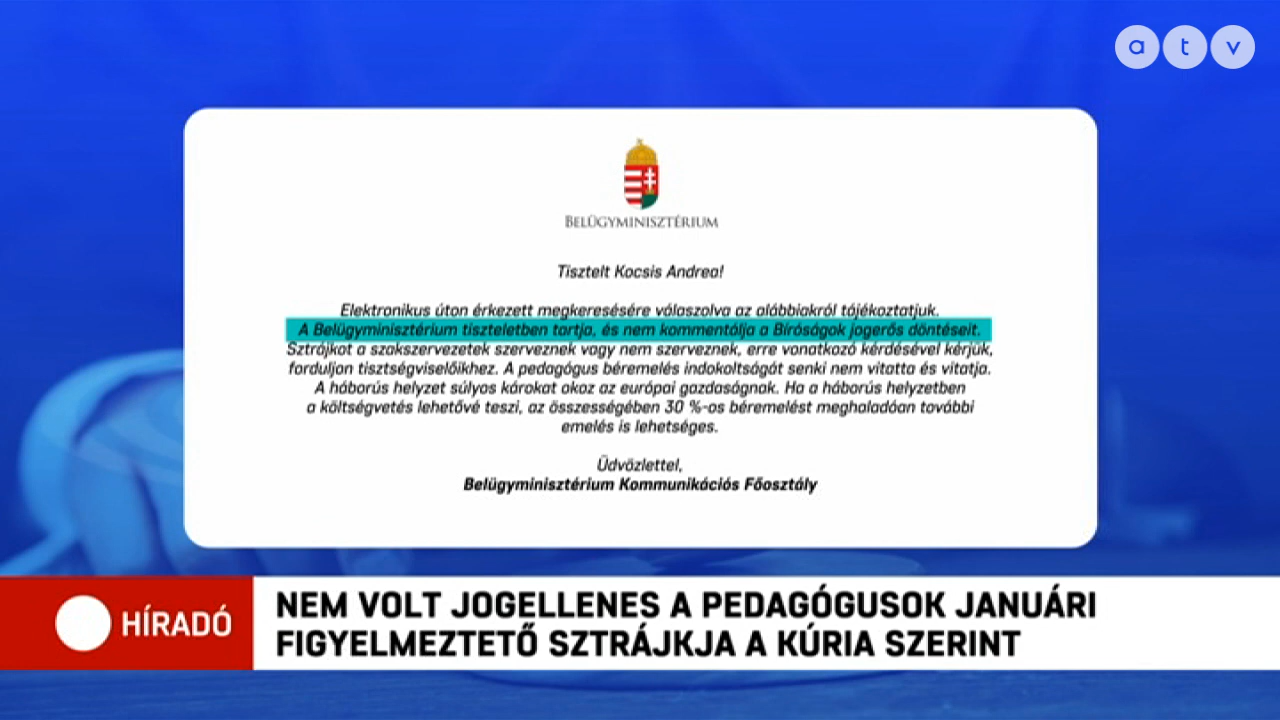 atv
BELÜGYMINISZTÉRIUM
Tisztelt Kocsis Andrea!
Elektronikus úton érkezett megkeresésére válaszolva az alábbiakról tájékoztatjuk.
A Belügyminisztérium tiszteletben tartja, és nem kommentálja a Bíróságok jogerős döntéseit.
Sztrájkot a szakszervezetek szerveznek vagy nem szerveznek, erre vonatkozó kérdésével kérjük,
forduljon tisztségviselőikhez. A pedagógus béremelés indokoltságát senki nem vitatta és vitatja.
A háborús helyzet súlyos károkat okoz az európai gazdaságnak. Ha a háborús helyzetben
a költségvetés lehetővé teszi, az összességében 30 %-os béremelést meghaladóan további
emelés is lehetséges.
Üdvözlettel,
Belügyminisztérium Kommunikációs Főosztály
HÍRADÓ
NEM VOLT JOGELLENES A PEDAGÓGUSOK JANUÁRI
FIGYELMEZTETŐ SZTRÁJKJA A KÚRIA SZERINT